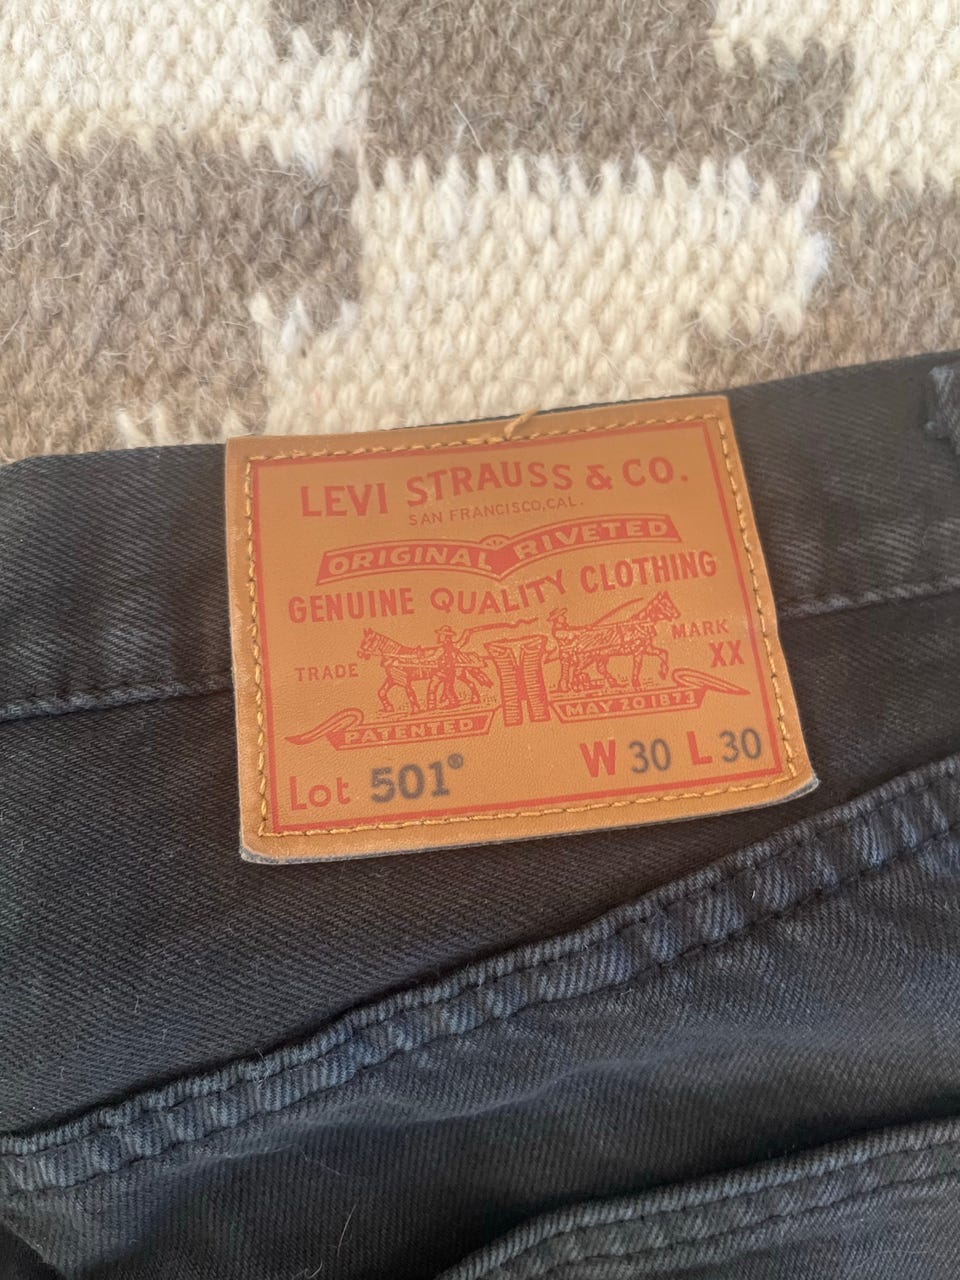 LEVI STRAUSS & CO.
SAN FRANCISCO, CAL.
ORIGINAL RIVETED
GENUINE QUALITY CLOTHING
TRADE MARK
XX
PATENTED MAY 20 1873
Lot 501® W 30 L 30